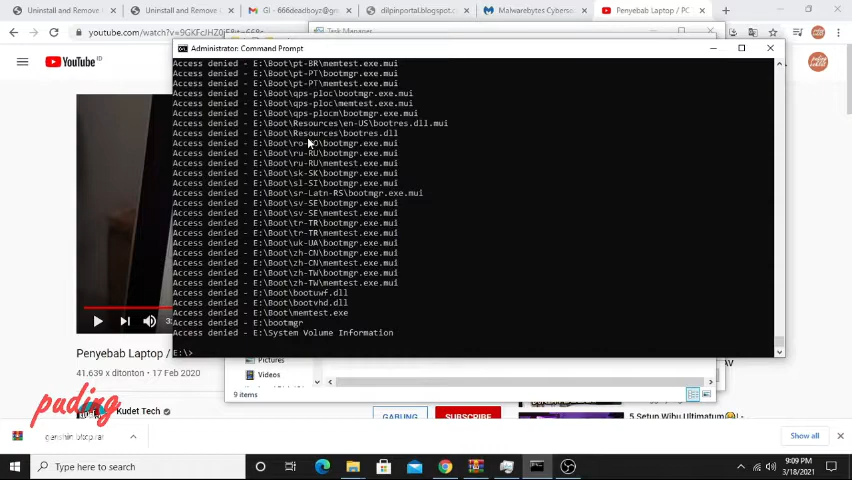 Uninstall and Remove
Uninstall and Remove C
Gmail - 666deadboyz@g
dilpinportal.blogspot.c
Malwarebytes Cyberso
Penyebab Laptop / PC
Task Manager
YouTube ID
Administrator: Command Prompt
Access denied - E:\Boot\pt-BR\memtest.exe.mui
Access denied - E:\Boot\pt-PT\bootmgr.exe.mui
Access denied - E:\Boot\pt-PT\memtest.exe.mui
Access denied - E:\Boot\qps-ploc\bootmgr.exe.mui
Access denied - E:\Boot\qps-ploc\memtest.exe.mui
Access denied - E:\Boot\qps-plocm\bootmgr.exe.mui
Access denied - E:\Boot\Resources\en-US\bootres.dll.mui
Access denied - E:\Boot\Resources\bootres.dll
Access denied - E:\Boot\ro-RO\bootmgr.exe.mui
Access denied - E:\Boot\ru-RU\bootmgr.exe.mui
Access denied - E:\Boot\ru-RU\memtest.exe.mui
Access denied - E:\Boot\sk-SK\bootmgr.exe.mui
Access denied - E:\Boot\sl-SI\bootmgr.exe.mui
Access denied - E:\Boot\sr-Latn-RS\bootmgr.exe.mui
Access denied - E:\Boot\sv-SE\bootmgr.exe.mui
Access denied - E:\Boot\sv-SE\memtest.exe.mui
Access denied - E:\Boot\tr-TR\bootmgr.exe.mui
Access denied - E:\Boot\tr-TR\memtest.exe.mui
Access denied - E:\Boot\uk-UA\bootmgr.exe.mui
Access denied - E:\Boot\zh-CN\bootmgr.exe.mui
Access denied - E:\Boot\zh-CN\memtest.exe.mui
Access denied - E:\Boot\zh-TW\bootmgr.exe.mui
Access denied - E:\Boot\zh-TW\memtest.exe.mui
Access denied - E:\Boot\bootuwf.dll
Access denied - E:\Boot\bootvhd.dll
Access denied - E:\Boot\memtest.exe
Access denied - E:\bootmgr
Access denied - E:\System Volume Information
E:\>
Penyebab Laptop /
Pictures
AV
41.639 x ditonton • 17 Feb 2020
Videos
9 items
puding
Kudet Tech
GABUNG
SUBSCRIBE
5 Setup Wibu Ultimatum
Show all
Type here to search
9:09 PM
3/18/2021